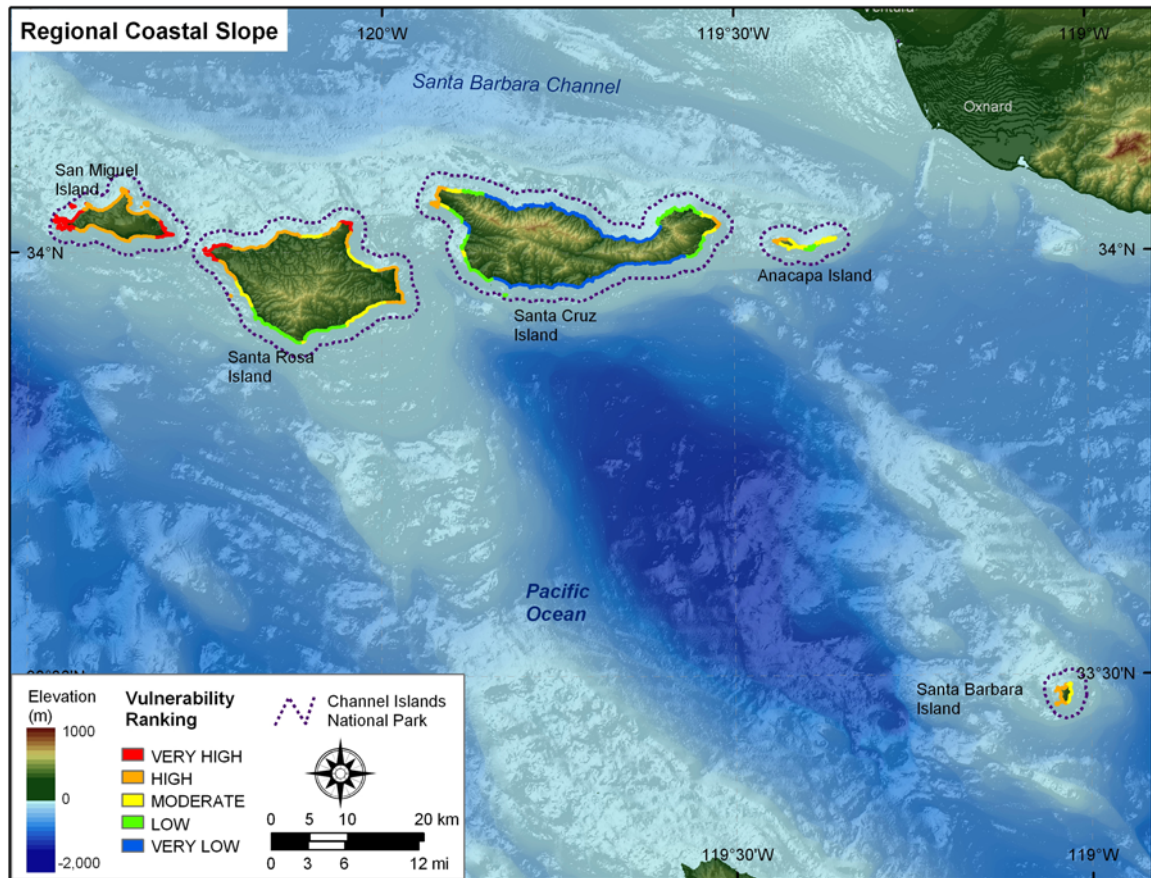 Regional Coastal Slope
120°W
119°30'W
119°W
Santa Barbara Channel
Oxnard
San Miguel
Island
34°N
34°N
Anacapa Island
Santa Cruz
Island
Santa Rosa
Island
Pacific
Ocean
33°30'N
Santa Barbara
Island
Elevation
(m)
1000
0
-2,000
Vulnerability
Ranking
VERY HIGH
HIGH
MODERATE
LOW
VERY LOW
Channel Islands
National Park
0 5 10 20 km
0 3 6 12 mi
119°30'W
119°W